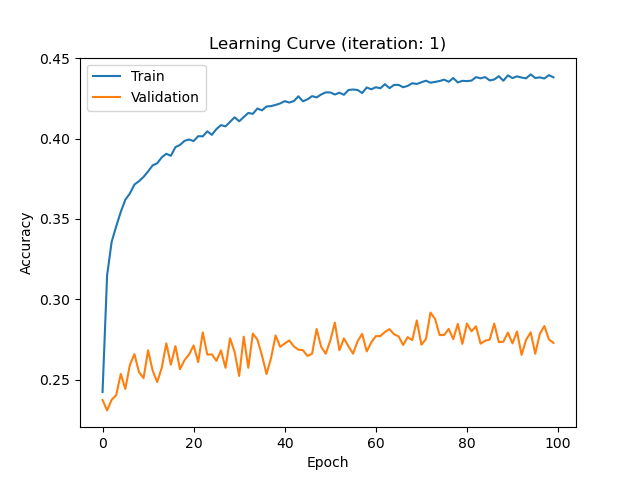 Learning Curve (iteration: 1)
Train
Validation
0.45
0.40
0.35
0.30
0.25
Accuracy
0
20
40
60
80
100
Epoch